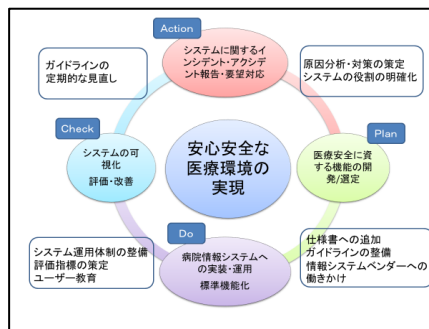 Action
システムに関するイ
ンシデント・アクシデ
ント報告・要望対応
ガイドラインの
定期的な見直し
原因分析・対策の策定
システムの役割の明確化
Check
システムの可
視化
評価・改善
安心安全な
医療環境の
実現
Plan
医療安全に資
する機能の開
発/選定
Do
病院情報システムへ
の実装・運用
標準機能化
システム運用体制の整備
評価指標の策定
ユーザー教育
仕様書への追加
ガイドラインの整備
情報システムベンダーへの
働きかけ